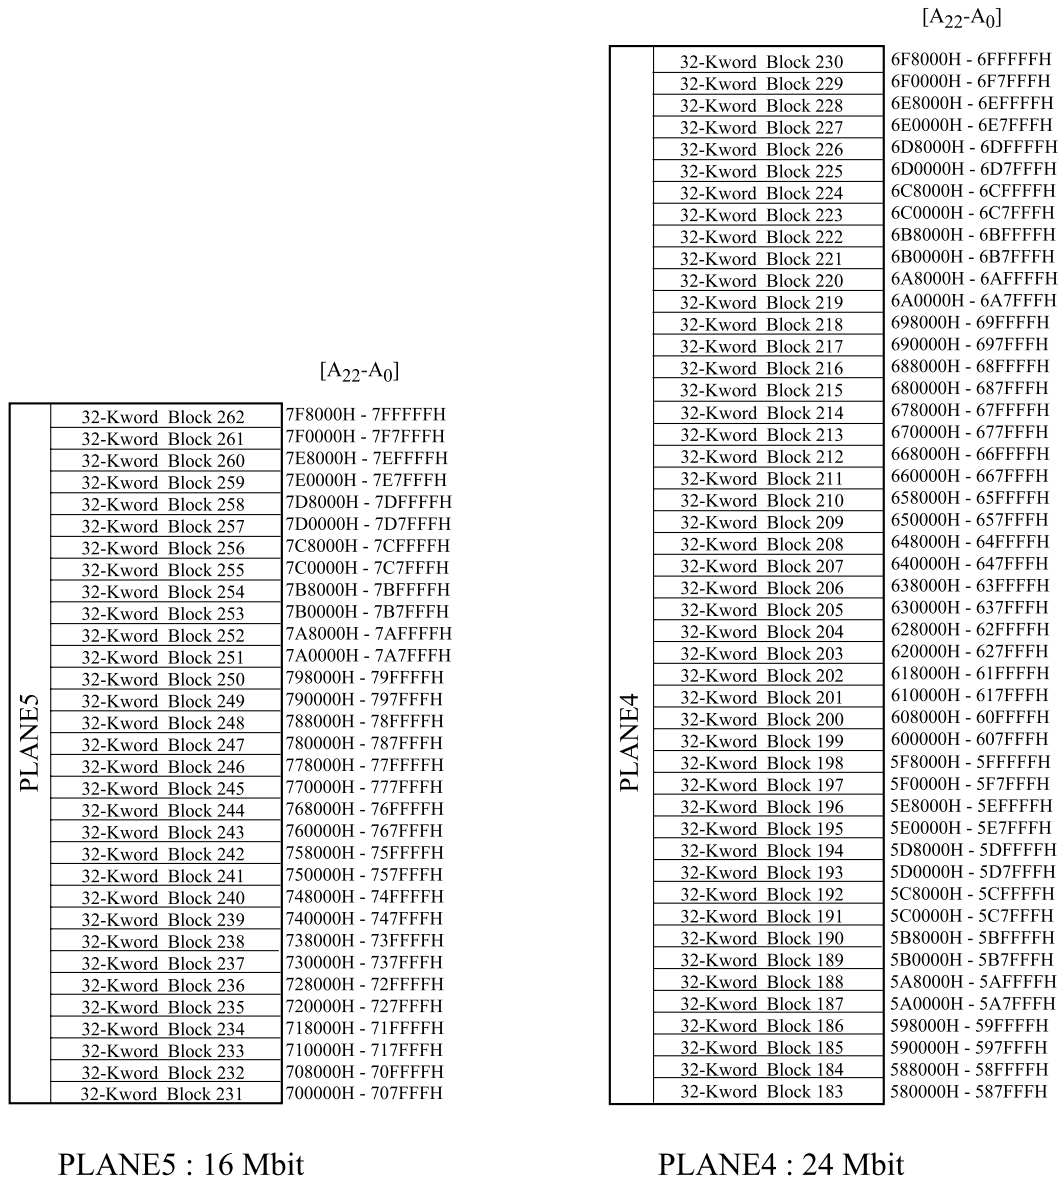 [A22-A0]
PLANE5
32-Kword Block 262 7F8000H - 7FFFFFH
32-Kword Block 261 7F0000H - 7F7FFFH
32-Kword Block 260 7E8000H - 7EFFFFH
32-Kword Block 259 7E0000H - 7E7FFFH
32-Kword Block 258 7D8000H - 7DFFFFH
32-Kword Block 257 7D0000H - 7D7FFFH
32-Kword Block 256 7C8000H - 7CFFFFH
32-Kword Block 255 7C0000H - 7C7FFFH
32-Kword Block 254 7B8000H - 7BFFFFH
32-Kword Block 253 7B0000H - 7B7FFFH
32-Kword Block 252 7A8000H - 7AFFFFH
32-Kword Block 251 7A0000H - 7A7FFFH
32-Kword Block 250 798000H - 79FFFFH
32-Kword Block 249 790000H - 797FFFH
32-Kword Block 248 788000H - 78FFFFH
32-Kword Block 247 780000H - 787FFFH
32-Kword Block 246 778000H - 77FFFFH
32-Kword Block 245 770000H - 777FFFH
32-Kword Block 244 768000H - 76FFFFH
32-Kword Block 243 760000H - 767FFFH
32-Kword Block 242 758000H - 75FFFFH
32-Kword Block 241 750000H - 757FFFH
32-Kword Block 240 748000H - 74FFFFH
32-Kword Block 239 740000H - 747FFFH
32-Kword Block 238 738000H - 73FFFFH
32-Kword Block 237 730000H - 737FFFH
32-Kword Block 236 728000H - 72FFFFH
32-Kword Block 235 720000H - 727FFFH
32-Kword Block 234 718000H - 71FFFFH
32-Kword Block 233 710000H - 717FFFH
32-Kword Block 232 708000H - 70FFFFH
32-Kword Block 231 700000H - 707FFFH
PLANE5 : 16 Mbit
[A22-A0]
PLANE4
32-Kword Block 230 6F8000H - 6FFFFFH
32-Kword Block 229 6F0000H - 6F7FFFH
32-Kword Block 228 6E8000H - 6EFFFFH
32-Kword Block 227 6E0000H - 6E7FFFH
32-Kword Block 226 6D8000H - 6DFFFFH
32-Kword Block 225 6D0000H - 6D7FFFH
32-Kword Block 224 6C8000H - 6CFFFFH
32-Kword Block 223 6C0000H - 6C7FFFH
32-Kword Block 222 6B8000H - 6BFFFFH
32-Kword Block 221 6B0000H - 6B7FFFH
32-Kword Block 220 6A8000H - 6AFFFFH
32-Kword Block 219 6A0000H - 6A7FFFH
32-Kword Block 218 698000H - 69FFFFH
32-Kword Block 217 690000H - 697FFFH
32-Kword Block 216 688000H - 68FFFFH
32-Kword Block 215 680000H - 687FFFH
32-Kword Block 214 678000H - 67FFFFH
32-Kword Block 213 670000H - 677FFFH
32-Kword Block 212 668000H - 66FFFFH
32-Kword Block 211 660000H - 667FFFH
32-Kword Block 210 658000H - 65FFFFH
32-Kword Block 209 650000H - 657FFFH
32-Kword Block 208 648000H - 64FFFFH
32-Kword Block 207 640000H - 647FFFH
32-Kword Block 206 638000H - 63FFFFH
32-Kword Block 205 630000H - 637FFFH
32-Kword Block 204 628000H - 62FFFFH
32-Kword Block 203 620000H - 627FFFH
32-Kword Block 202 618000H - 61FFFFH
32-Kword Block 201 610000H - 617FFFH
32-Kword Block 200 608000H - 60FFFFH
32-Kword Block 199 600000H - 607FFFH
32-Kword Block 198 5F8000H - 5FFFFFH
32-Kword Block 197 5F0000H - 5F7FFFH
32-Kword Block 196 5E8000H - 5EFFFFH
32-Kword Block 195 5E0000H - 5E7FFFH
32-Kword Block 194 5D8000H - 5DFFFFH
32-Kword Block 193 5D0000H - 5D7FFFH
32-Kword Block 192 5C8000H - 5CFFFFH
32-Kword Block 191 5C0000H - 5C7FFFH
32-Kword Block 190 5B8000H - 5BFFFFH
32-Kword Block 189 5B0000H - 5B7FFFH
32-Kword Block 188 5A8000H - 5AFFFFH
32-Kword Block 187 5A0000H - 5A7FFFH
32-Kword Block 186 598000H - 59FFFFH
32-Kword Block 185 590000H - 597FFFH
32-Kword Block 184 588000H - 58FFFFH
32-Kword Block 183 580000H - 587FFFH
PLANE4 : 24 Mbit